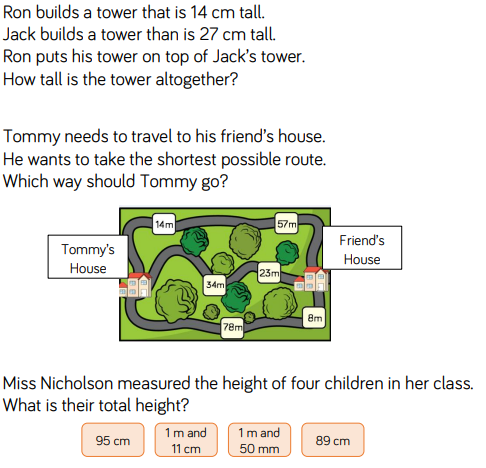 Ron builds a tower that is 14 cm tall.
Jack builds a tower than is 27 cm tall.
Ron puts his tower on top of Jack’s tower.
How tall is the tower altogether?
Tommy needs to travel to his friend’s house.
He wants to take the shortest possible route.
Which way should Tommy go?
14m
57m
Tommy’s
House
Friend’s
House
23m
34m
8m
78m
Miss Nicholson measured the height of four children in her class.
What is their total height?
95 cm
1 m and
11 cm
1 m and
50 mm
89 cm